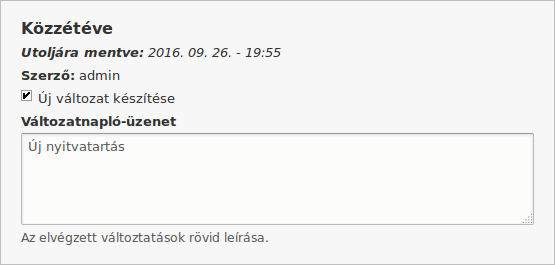 Közzétéve
Utoljára mentve: 2016. 09. 26. - 19:55
Szerző: admin
Új változat készítése
Változatnapló-üzenet
Új nyitvatartás
Az elvégzett változtatások rövid leírása.